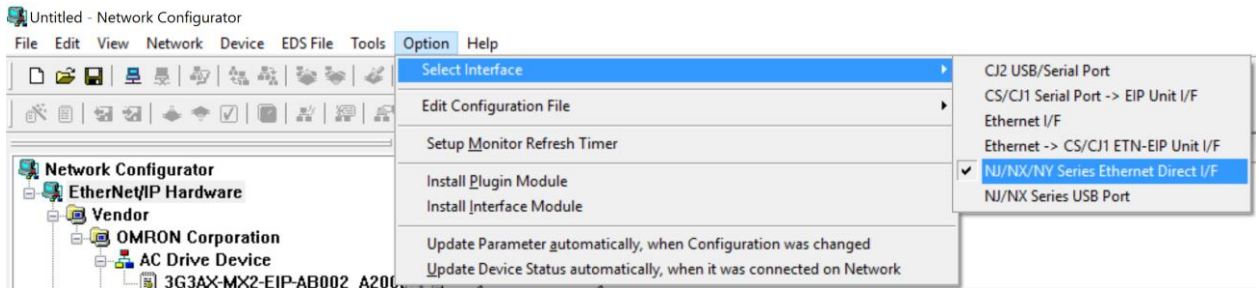 Untitled - Network Configurator
File Edit View Network Device EDS File Tools Option Help
Select Interface
Edit Configuration File
Setup Monitor Refresh Timer
Install Plugin Module
Install Interface Module
Update Parameter automatically, when Configuration was changed
Update Device Status automatically, when it was connected on Network
CJ2 USB/Serial Port
CS/CJ1 Serial Port -> EIP Unit I/F
Ethernet I/F
Ethernet -> CS/CJ1 ETN-EIP Unit I/F
NJ/NX/NY Series Ethernet Direct I/F
NJ/NX Series USB Port
Network Configurator
EtherNet/IP Hardware
Vendor
OMRON Corporation
AC Drive Device
3G3AX-MX2-EIP-AB002